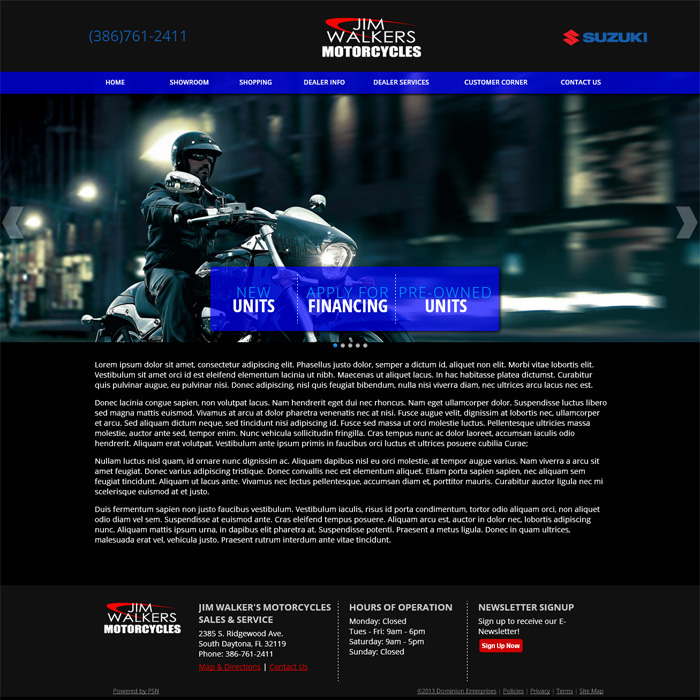 (386)761-2411
JIM
WALKERS
MOTORCYCLES
SUZUKI
HOME SHOWROOM SHOPPING DEALER INFO DEALER SERVICES CUSTOMER CORNER CONTACT US
NEW
UNITS
APPLY FOR
FINANCING
PRE-OWNED
UNITS
Lorem ipsum dolor sit amet, consectetur adipiscing elit. Phasellus justo dolor, semper a dictum id, aliquet non elit. Morbi vitae lobortis elit.
Vestibulum sit amet orci id est eleifend elementum lacinia ut nibh. Maecenas ut aliquet lacus. In hac habitasse platea dictumst. Curabitur
quis pulvinar augue, eu pulvinar nisi. Donec adipiscing, nisl quis feugiat bibendum, nulla nisi viverra diam, nec ultrices arcu lacus nec est.
Donec lacinia congue sapien, non volutpat lacus. Nam hendrerit eget dui nec rhoncus. Nam eget ullamcorper dolor. Suspendisse luctus libero
sed magna mattis euismod. Vivamus at arcu at dolor pharetra venenatis nec at nisi. Fusce augue velit, dignissim at lobortis nec, ullamcorper
et arcu. Sed aliquam dictum neque, sed tincidunt nisi adipiscing id. Fusce sed massa ut orci molestie luctus. Pellentesque ultricies massa
molestie, auctor ante sed, tempor enim. Nunc vehicula sollicitudin fringilla. Cras tempus nunc ac dolor laoreet, accumsan iaculis odio
hendrerit. Aliquam erat volutpat. Vestibulum ante ipsum primis in faucibus orci luctus et ultrices posuere cubilia Curae;
Nullam luctus nisl quam, id ornare nunc dignissim ac. Aliquam dapibus nisl eu orci molestie, at tempor augue varius. Nam viverra a arcu sit
amet feugiat. Donec varius adipiscing tristique. Donec convallis nec est elementum aliquet. Etiam porta sapien sapien, nec aliquam sem
feugiat tincidunt. Aliquam ut lacus ante. Vivamus nec lectus pellentesque, accumsan diam et, porttitor mauris. Curabitur auctor ligula nec mi
scelerisque euismod at et justo.
Duis fermentum sapien non justo faucibus vestibulum. Vestibulum iaculis, risus id porta condimentum, tortor odio aliquam orci, non aliquet
odio diam vel sem. Suspendisse at euismod ante. Cras eleifend tempus posuere. Aliquam arcu est, auctor in dolor nec, lobortis adipiscing
nunc. Aliquam mattis ipsum urna, in dapibus elit pharetra at. Suspendisse potenti. Praesent a metus ligula. Donec in quam ultrices,
malesuada erat vel, vehicula justo. Praesent rutrum interdum ante vitae tincidunt.
JIM
WALKERS
MOTORCYCLES
JIM WALKER'S MOTORCYCLES
SALES & SERVICE
2385 S. Ridgewood Ave.
South Daytona, FL 32119
Phone: 386-761-2411
Map & Directions | Contact Us
HOURS OF OPERATION
Monday: Closed
Tues - Fri: 9am - 6pm
Saturday: 9am - 5pm
Sunday: Closed
NEWSLETTER SIGNUP
Sign up to receive our E-
Newsletter!
Sign Up Now
Powered by PSN
©2013 Dominion Enterprises | Policies | Privacy | Terms | Site Map